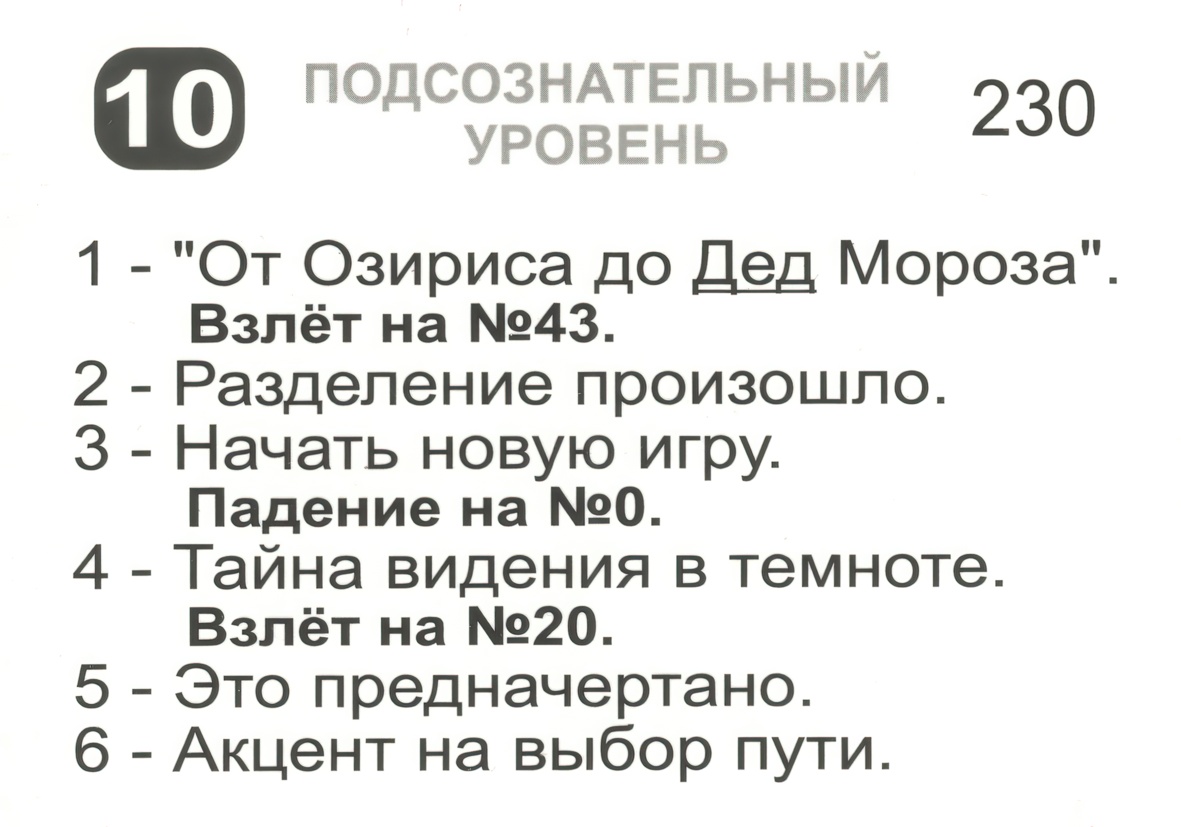 10
ПОДСОЗНАТЕЛЬНЫЙ
УРОВЕНЬ
230
1 - "От Озириса до Дед Мороза".
Взлёт на №43.
2 - Разделение произошло.
3 - Начать новую игру.
Падение на №0.
4 - Тайна видения в темноте.
Взлёт на №20.
5 - Это предначертано.
6 - Акцент на выбор пути.